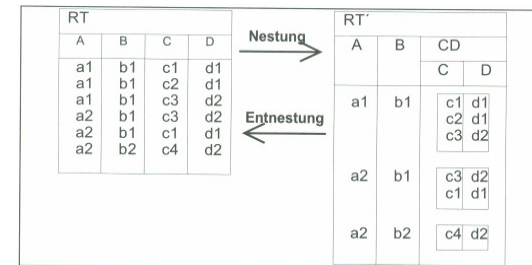 RT
A B C D
a1 b1 c1 d1
a1 b1 c2 d1
a1 b1 c3 d2
a2 b1 c3 d2
a2 b1 c1 d1
a2 b2 c4 d2
Nestung
Entnestung
RT´
A B CD
C D
a1 b1 c1 d1
c2 d1
c3 d2
a2 b1 c3 d2
c1 d1
a2 b2 c4 d2